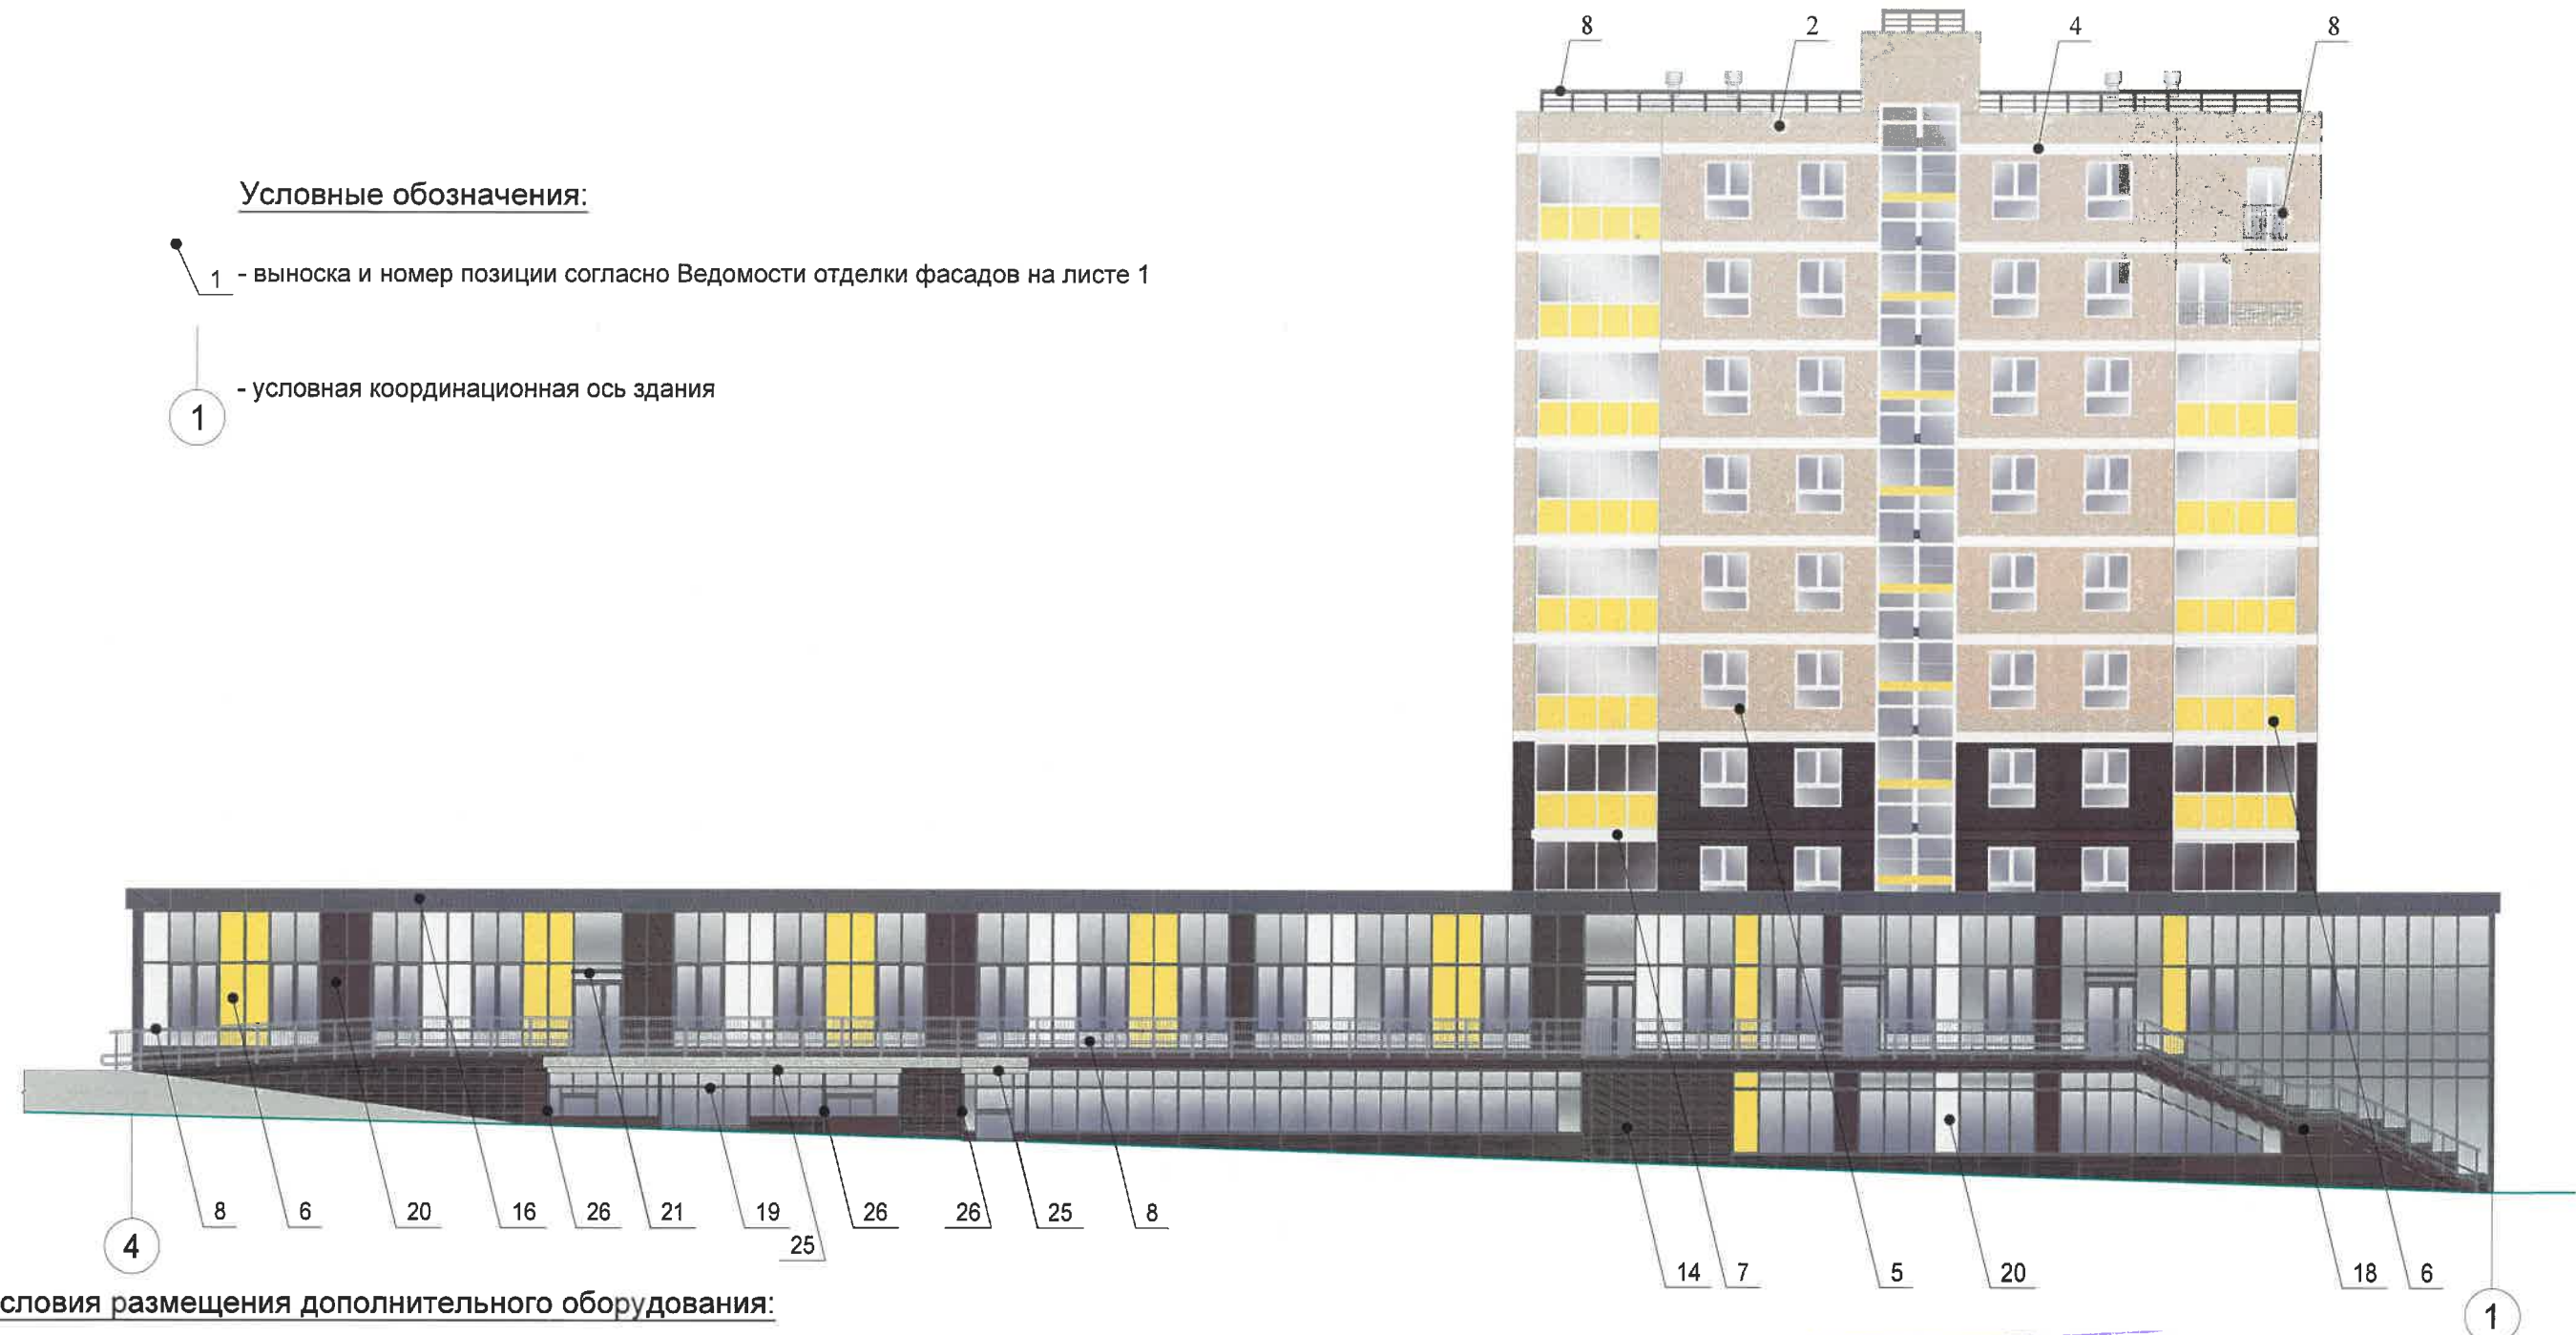 8 2 4 8
Условные обозначения:
1 - выноска и номер позиции согласно Ведомости отделки фасадов на листе 1
1 - условная координационная ось здания
8 6 20 16 26 21 19 26 26 25 8
25
4
14 7 5 20 18 6
словия размещения дополнительного оборудования:
1